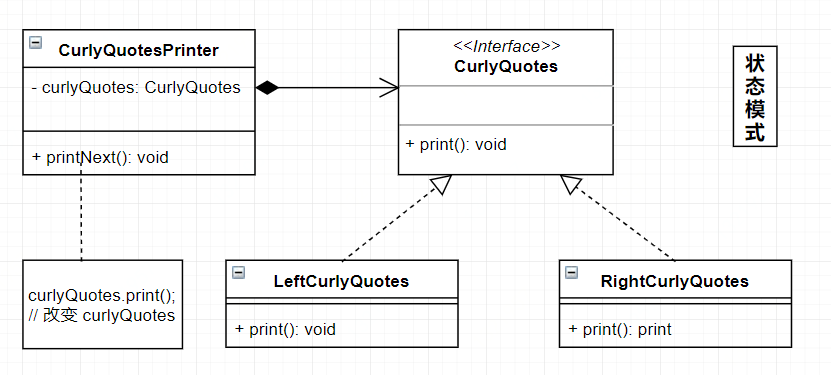 CurlyQuotesPrinter
- curlyQuotes: CurlyQuotes
+ printNext(): void
<<Interface>>
CurlyQuotes
+ print(): void
状
态
模
式
curlyQuotes.print();
// 改变 curlyQuotes
LeftCurlyQuotes
+ print(): void
RightCurlyQuotes
+ print(): print